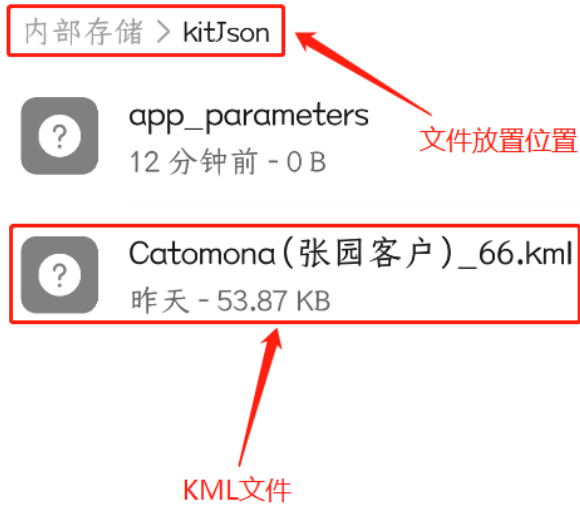 内部存储 > kitJson
文件放置位置
app_parameters
12 分钟前 - 0 B
Catomona(张园客户)_66.kml
昨天 - 53.87 KB
KML文件